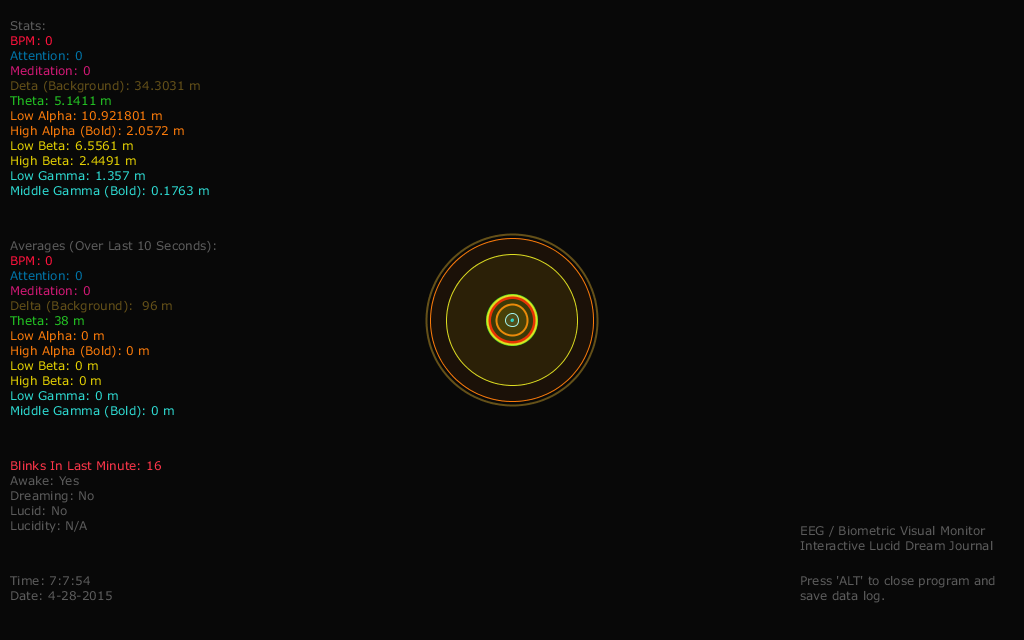 Stats:
BPM: 0
Attention: 0
Meditation: 0
Deta (Background): 34.3031 m
Theta: 5.1411 m
Low Alpha: 10.921801 m
High Alpha (Bold): 2.0572 m
Low Beta: 6.5561 m
High Beta: 2.4491 m
Low Gamma: 1.357 m
Middle Gamma (Bold): 0.1763 m
Averages (Over Last 10 Seconds):
BPM: 0
Attention: 0
Meditation: 0
Delta (Background):  96 m
Theta: 38 m
Low Alpha: 0 m
High Alpha (Bold): 0 m
Low Beta: 0 m
High Beta: 0 m
Low Gamma: 0 m
Middle Gamma (Bold): 0 m
Blinks In Last Minute: 16
Awake: Yes
Dreaming: No
Lucid: No
Lucidity: N/A
Time: 7:7:54
Date: 4-28-2015
EEG / Biometric Visual Monitor
Interactive Lucid Dream Journal
Press 'ALT' to close program and
save data log.